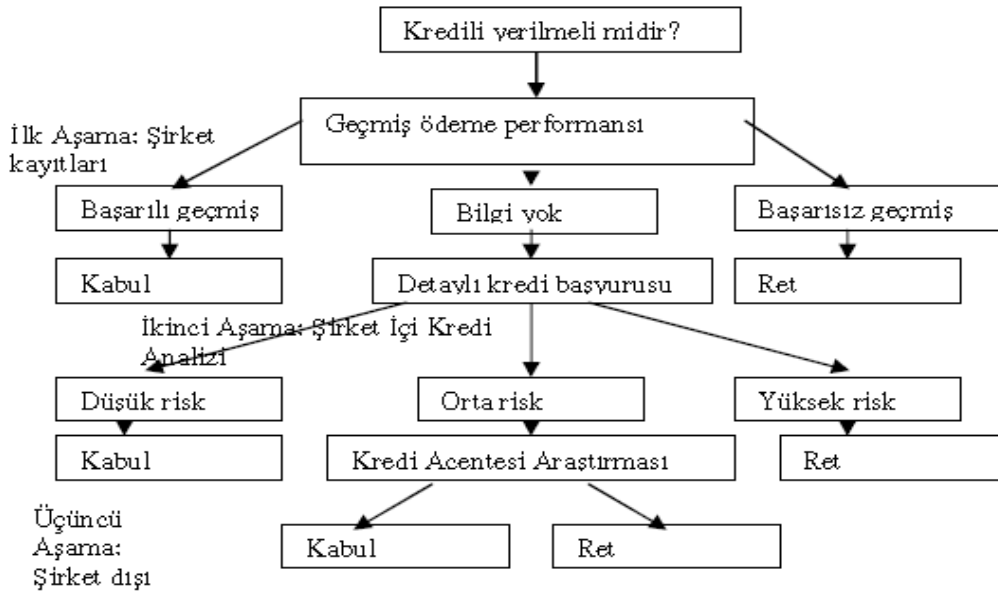 Kredili verilmeli midir?
Geçmiş ödeme performansı
İlk Aşama: Şirket
kayıtları
Başarılı geçmiş
Bilgi yok
Başarısız geçmiş
Kabul
Detaylı kredi başvurusu
Ret
İkinci Aşama: Şirket İçi Kredi
Analizi
Düşük risk
Orta risk
Yüksek risk
Kabul
Kredi Acentesi Araştırması
Ret
Üçüncü
Aşama:
Şirket dışı
Kabul
Ret